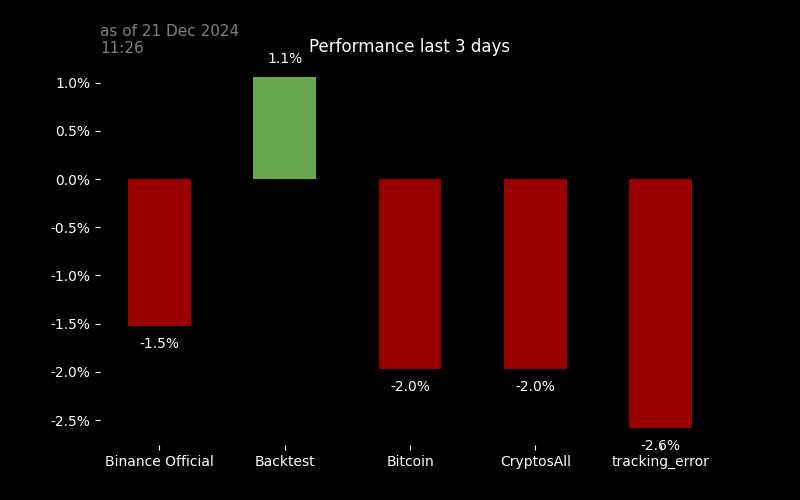 as of 21 Dec 2024
11:26
Performance last 3 days
1.1%
1.0%
0.5%
0.0%
-0.5%
-1.0%
-1.5%
-2.0%
-2.5%
-1.5%
-2.0%
-2.0%
-2.6%
Binance Official
Backtest
Bitcoin
CryptosAll
tracking_error